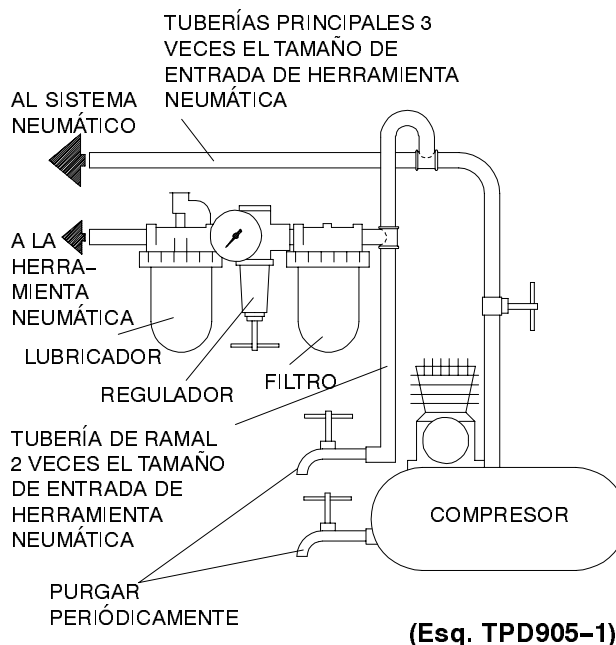 TUBERÍAS PRINCIPALES 3
VECES EL TAMAÑO DE
ENTRADA DE HERRAMIENTA
NEUMÁTICA
AL SISTEMA
NEUMÁTICO
A LA
HERRA–
MIENTA
NEUMÁTICA
LUBRICADOR
REGULADOR
FILTRO
TUBERÍA DE RAMAL
2 VECES EL TAMAÑO
DE ENTRADA DE
HERRAMIENTA
NEUMÁTICA
COMPRESOR
PURGAR
PERIÓDICAMENTE
(Esq. TPD905–1)